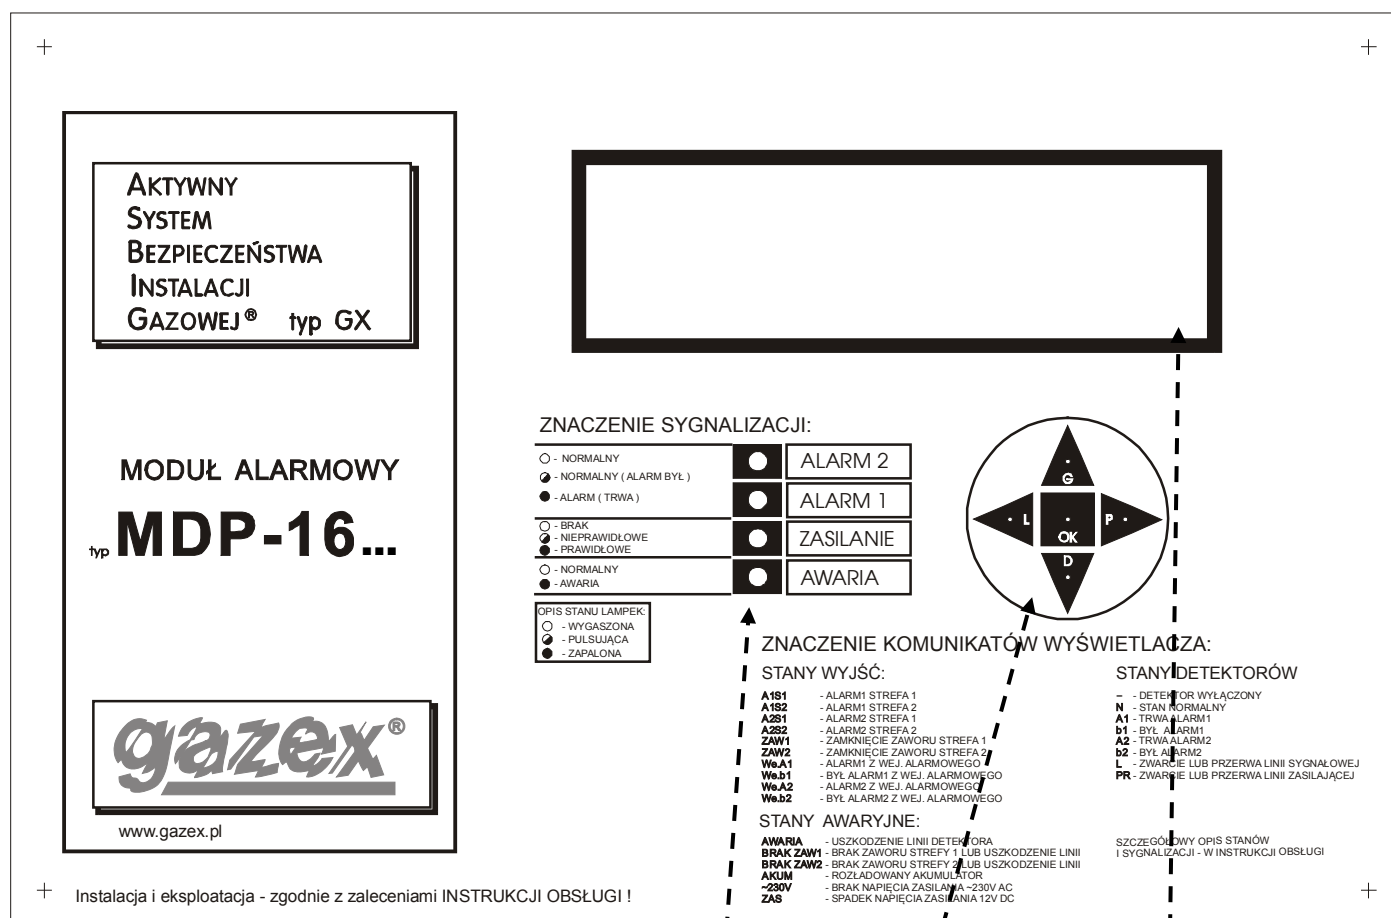 AKTYWNY
SYSTEM
BEZPIECZEŃSTWA
INSTALACJI
GAZOWEJ® typ GX
MODUŁ ALARMOWY
typ MDP-16...
gazex®
www.gazex.pl
Instalacja i eksploatacja - zgodnie z zaleceniami INSTRUKCJI OBSŁUGI !
ZNACZENIE SYGNALIZACJI:
- NORMALNY
- NORMALNY ( ALARM BYŁ )
- ALARM ( TRWA )
- BRAK
- NIEPRAWIDŁOWE
- PRAWIDŁOWE
- NORMALNY
- AWARIA
ALARM 2
ALARM 1
ZASILANIE
AWARIA
OPIS STANU LAMPEK:
- WYGASZONA
- PULSUJĄCA
- ZAPALONA
G
L
OK
P
D
ZNACZENIE KOMUNIKATÓW WYŚWIETLACZA:
STANY WYJŚĆ:
A1S1 - ALARM1 STREFA 1
A1S2 - ALARM1 STREFA 2
A2S1 - ALARM2 STREFA 1
A2S2 - ALARM2 STREFA 2
ZAW1 - ZAMKNIĘCIE ZAWORU STREFA 1
ZAW2 - ZAMKNIĘCIE ZAWORU STREFA 2
We.A1 - ALARM1 Z WEJ. ALARMOWEGO
We.b1 - BYŁ ALARM1 Z WEJ. ALARMOWEGO
We.A2 - ALARM2 Z WEJ. ALARMOWEGO
We.b2 - BYŁ ALARM2 Z WEJ. ALARMOWEGO
STANY DETEKTORÓW
– - DETEKTOR WYŁĄCZONY
N - STAN NORMALNY
A1 - TRWA ALARM1
b1 - BYŁ ALARM1
A2 - TRWA ALARM2
b2 - BYŁ ALARM2
L - ZWARCIE LUB PRZERWA LINII SYGNAŁOWEJ
PR - ZWARCIE LUB PRZERWA LINII ZASILAJĄCEJ
STANY AWARYJNE:
AWARIA - USZKODZENIE LINII DETEKTORA
BRAK ZAW1 - BRAK ZAWORU STREFY 1 LUB USZKODZENIE LINII
BRAK ZAW2 - BRAK ZAWORU STREFY 2 LUB USZKODZENIE LINII
AKUM - ROZŁADOWANY AKUMULATOR
~230V - BRAK NAPIĘCIA ZASILANIA ~230V AC
ZAS - SPADEK NAPIĘCIA ZASILANIA 12V DC
SZCZEGÓŁOWY OPIS STANÓW
I SYGNALIZACJI - W INSTRUKCJI OBSŁUGI